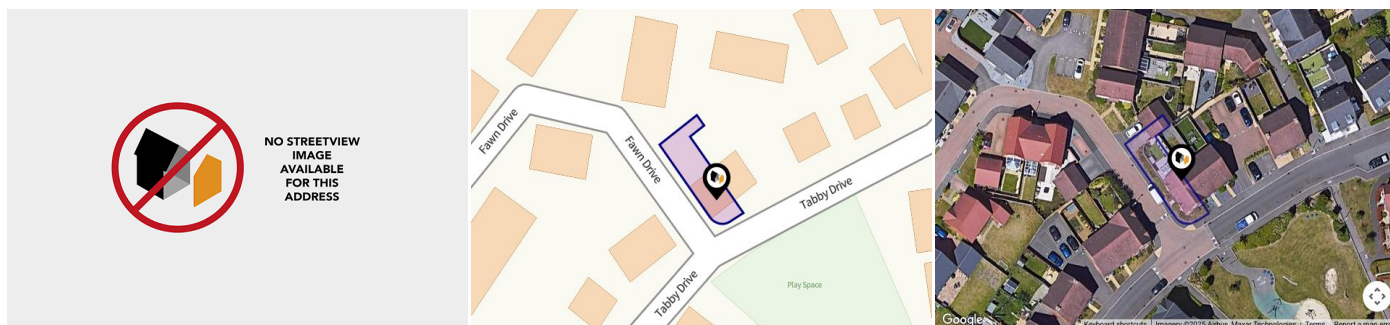 NO STREETVIEW
IMAGE
AVAILABLE
FOR THIS
ADDRESS
Fawn Drive
Fawn Drive
Tabby Drive
Play Space
Tabby Drive
Google
Keyboard shortcuts
Imagery ©2025 Airbus, Maxar Technologies
Terms
Report a map